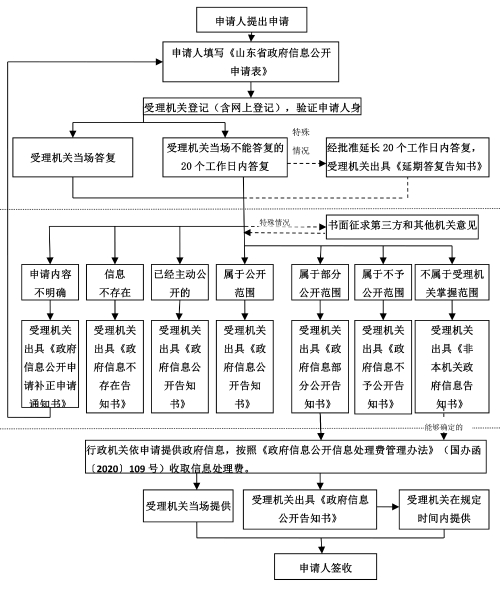 申请人提出申请
申请人填写《山东省政府信息公开
申请表》
受理机关登记（含网上登记），验证申请人身
受理机关当场答复
受理机关当场不能答复的
20 个工作日内答复
特殊
情况
经批准延长 20 个工作日内答复，
受理机关出具《延期答复告知书》
特殊情况
书面征求第三方和其他机关意见
申请内容
不明确
信息
不存在
已经主动公
开的
属于公开
范围
属于部分
公开范围
属于不予
公开范围
不属于受理机
关掌握范围
受理机关
出具《政府
信息公开申
请补正申请
通知书》
受理机关
出具《政
府信息不
存在告
知书》
受理机关
出具《政
府信息公
开告知
书》
受理机关
出具《政
府信息公
开告知
书》
受理机关
出具《政
府信息部
分公开告
知书》
受理机关
出具《政
府信息不
予公开告
知书》
受理机关
出具《非
本机关政
府信息告
知书》
能够确定的
行政机关依申请提供政府信息，按照《政府信息公开信息处理费管理办法》（国办函
〔2020〕109 号）收取信息处理费。
受理机关当场提供
受理机关出具《政府信息
公开告知书》
受理机关在规定
时间内提供
申请人签收